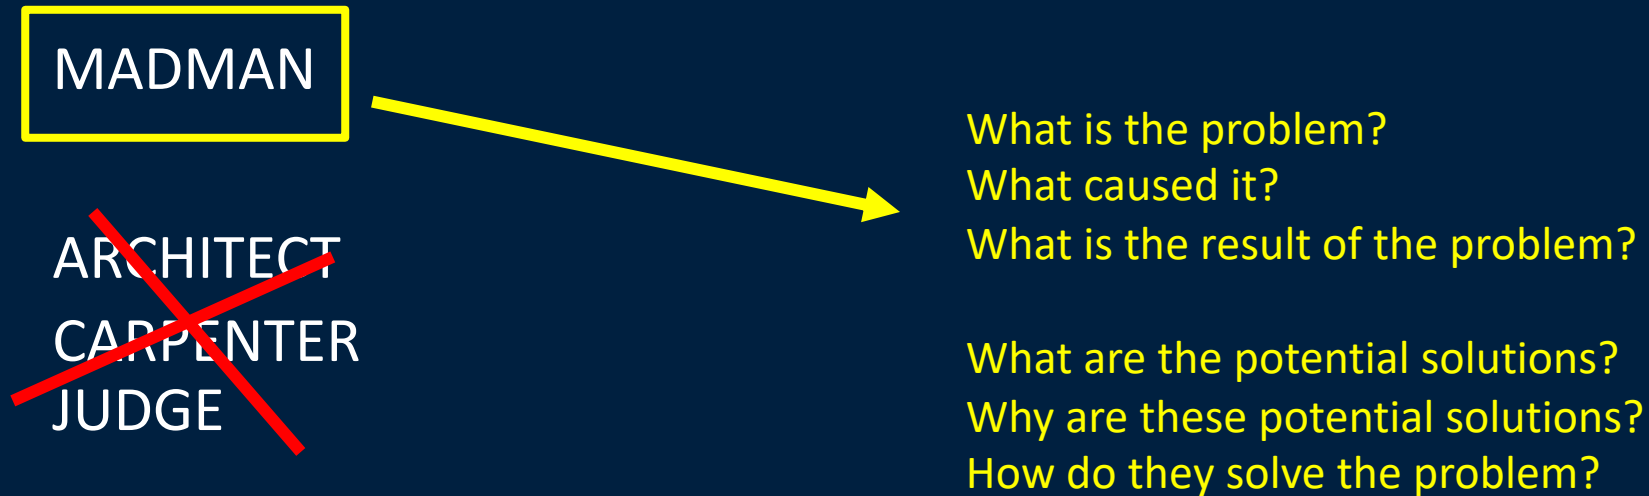 MADMAN
ARCHITECT
CARPENTER
JUDGE
What is the problem?
What caused it?
What is the result of the problem?
What are the potential solutions?
Why are these potential solutions?
How do they solve the problem?